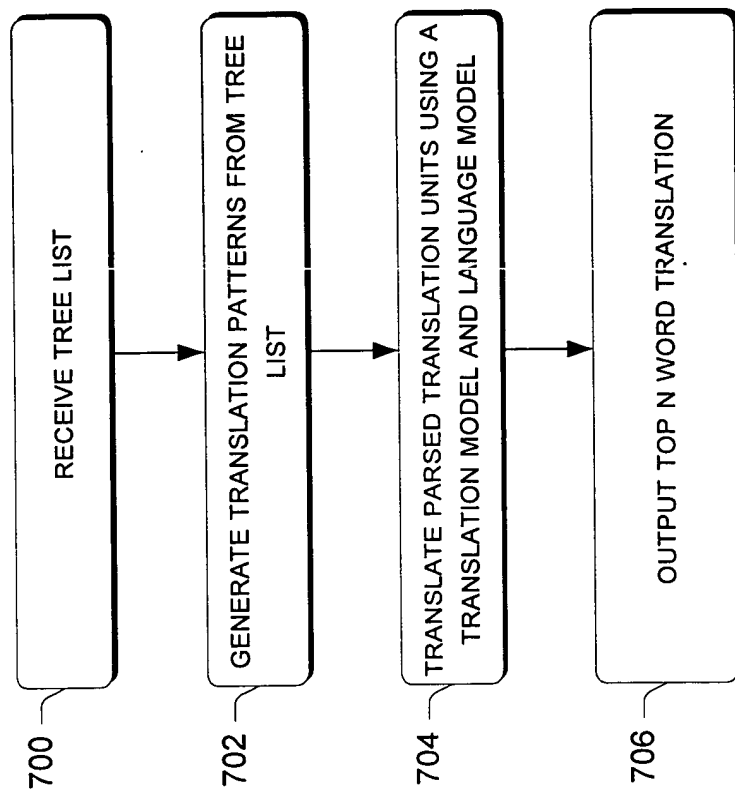 700
RECEIVE TREE LIST
702
GENERATE TRANSLATION PATTERNS FROM TREE
LIST
704
TRANSLATE PARSED TRANSLATION UNITS USING A
TRANSLATION MODEL AND LANGUAGE MODEL
706
OUTPUT TOP N WORD TRANSLATION